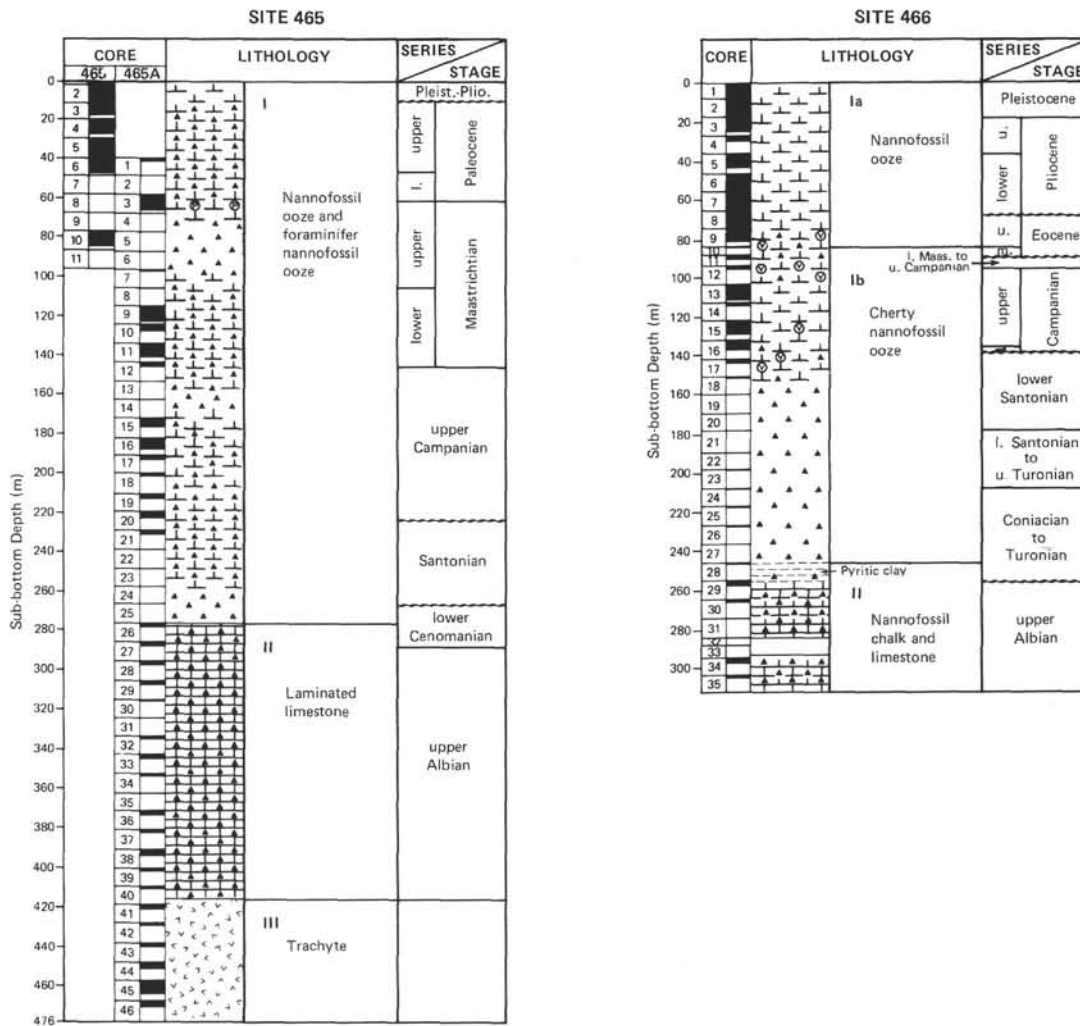 SITE 465
CORE
465 465A
LITHOLOGY
SERIES
STAGE
Sub-bottom Depth (m)
0
20
40
60
80
100
120
140
160
180
200
220
240
260
280
300
320
340
360
380
400
420
440
460
476
2
3
4
5
6
7
8
9
10
11
1
2
3
4
5
6
7
8
9
10
11
12
13
14
15
16
17
18
19
20
21
22
23
24
25
26
27
28
29
30
31
32
33
34
35
36
37
38
39
40
41
42
43
44
45
46
I
Nannofossil
ooze and
foraminifer
nannofossil
ooze
II
Laminated
limestone
III
Trachyte
Pleist.-Plio.
upper
l.
Paleocene
upper
lower
Maastrichtian
upper
Campanian
Santonian
lower
Cenomanian
upper
Albian
SITE 466
CORE
LITHOLOGY
SERIES
STAGE
Sub-bottom Depth (m)
0
20
40
60
80
100
120
140
160
180
200
220
240
260
280
300
1
2
3
4
5
6
7
8
9
10
11
12
13
14
15
16
17
18
19
20
21
22
23
24
25
26
27
28
29
30
31
32
33
34
35
Ia
Nannofossil
ooze
Ib
Cherty
nannofossil
ooze
Pyritic clay
II
Nannofossil
chalk and
limestone
Pleistocene
u.
lower
Pliocene
u.
m.
Eocene
l. Maas. to
u. Campanian
upper
Campanian
lower
Santonian
l. Santonian
to
u. Turonian
Coniacian
to
Turonian
upper
Albian